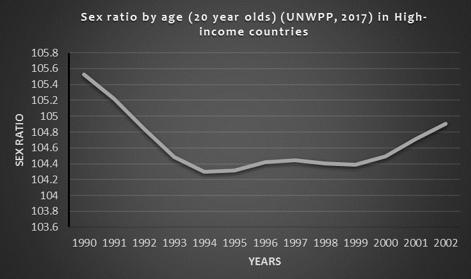 Sex ratio by age (20 year olds) (UNWPP, 2017) in High-
income countries
105.8
105.6
105.4
105.2
105
104.8
104.6
104.4
104.2
104
103.8
103.6
SEX RATIO
1990 1991 1992 1993 1994 1995 1996 1997 1998 1999 2000 2001 2002
YEARS